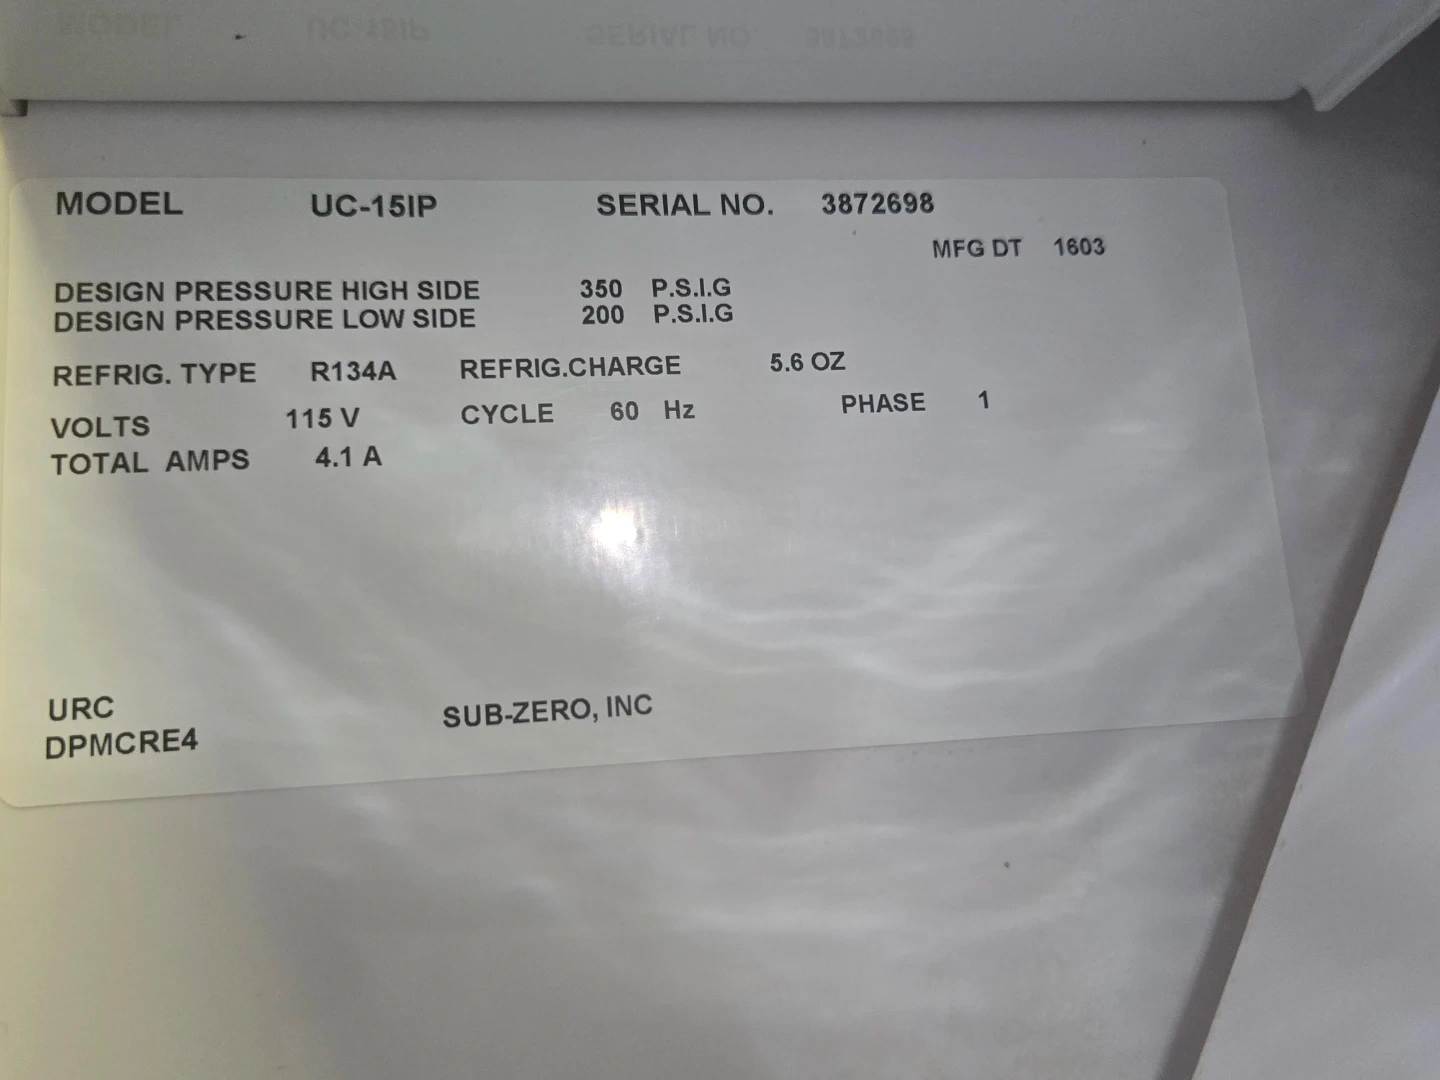 MODEL UC-15IP SERIAL NO. 3872698
MFG DT 1603
DESIGN PRESSURE HIGH SIDE 350 P.S.I.G
DESIGN PRESSURE LOW SIDE 200 P.S.I.G
REFRIG. TYPE R134A REFRIG.CHARGE 5.6 OZ
VOLTS 115 V CYCLE 60 Hz PHASE 1
TOTAL AMPS 4.1 A
URC
DPMCRE4 SUB-ZERO, INC